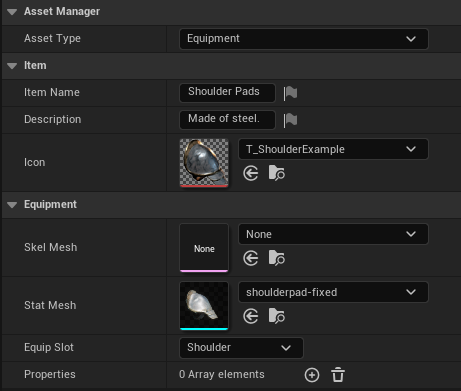 Asset Manager
Asset Type Equipment
Item
Item Name Shoulder Pads
Description Made of steel.
Icon T_ShoulderExample
Equipment
Skel Mesh None None
Stat Mesh shoulderpad-fixed
Equip Slot Shoulder
Properties 0 Array elements